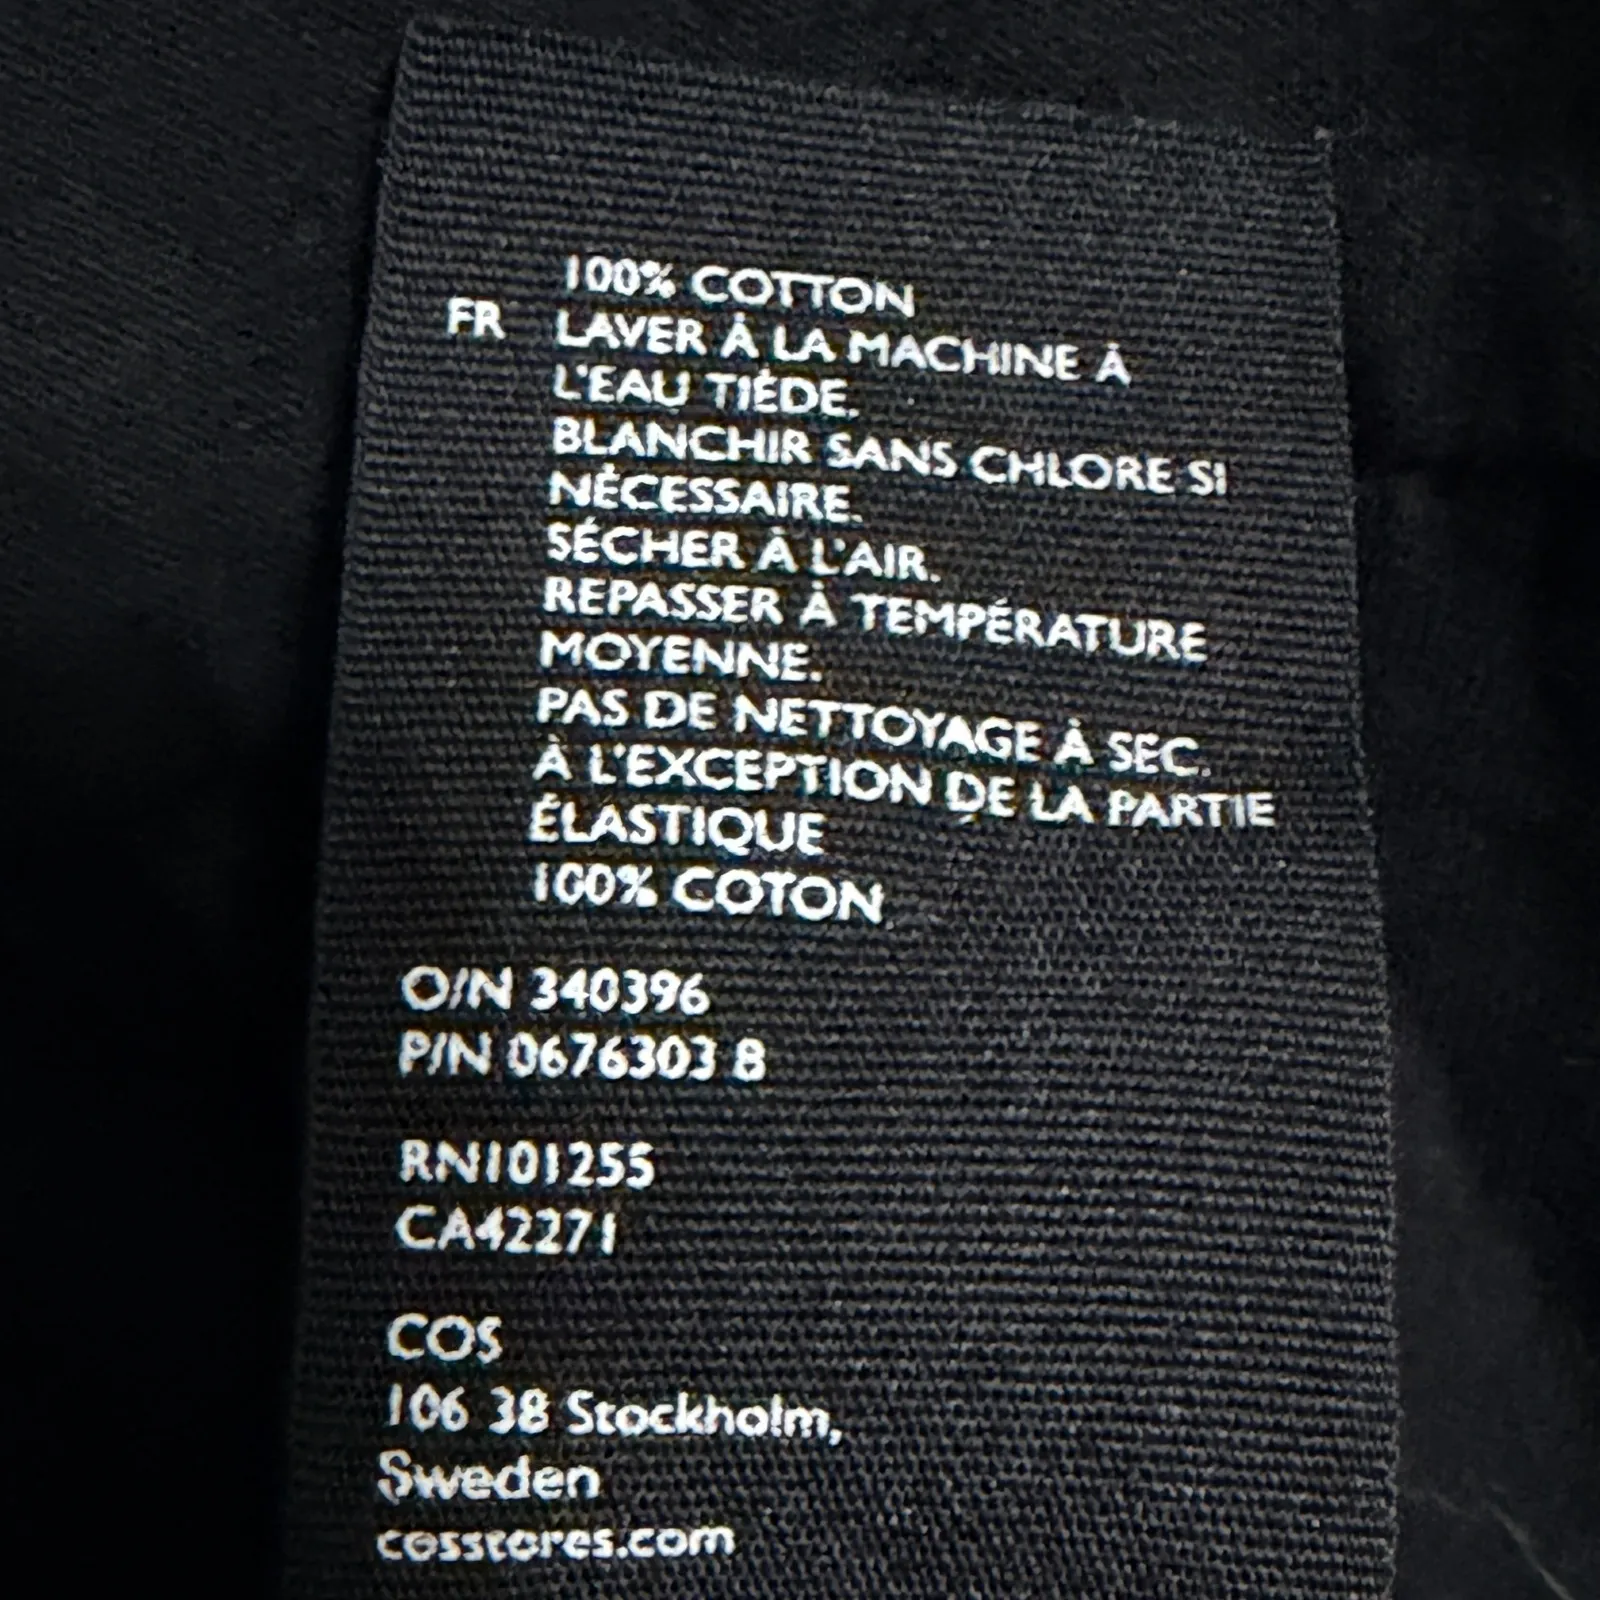 100% COTTON
FR LAVER À LA MACHINE À
L'EAU TIÈDE.
BLANCHIR SANS CHLORE SI
NÉCESSAIRE.
SÉCHER À L'AIR.
REPASSER À TEMPÉRATURE
MOYENNE.
PAS DE NETTOYAGE À SEC.
À L'EXCEPTION DE LA PARTIE
ÉLASTIQUE
100% COTON
O/N 340396
P/N 0676303 8
RN101255
CA42271
COS
106 38 Stockholm,
Sweden
cosstores.com